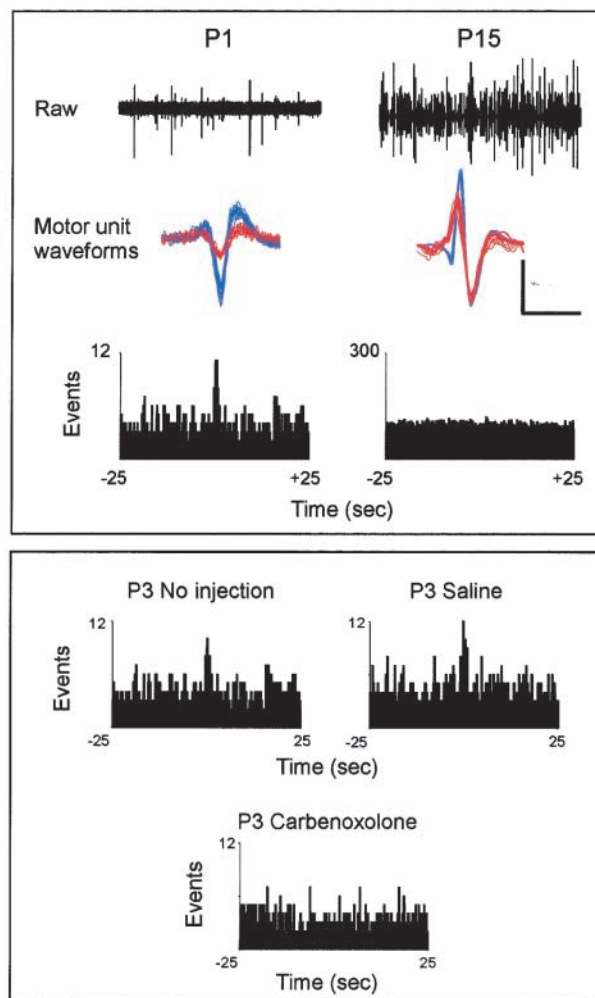 P1 P15
Raw
Motor unit
waveforms
12 300
Events
-25 +25 -25 +25
Time (sec)
P3 No injection P3 Saline
12 12
Events
-25 25 -25 25
Time (sec) Time (sec)
P3 Carbenoxolone
12
Events
-25 25
Time (sec)